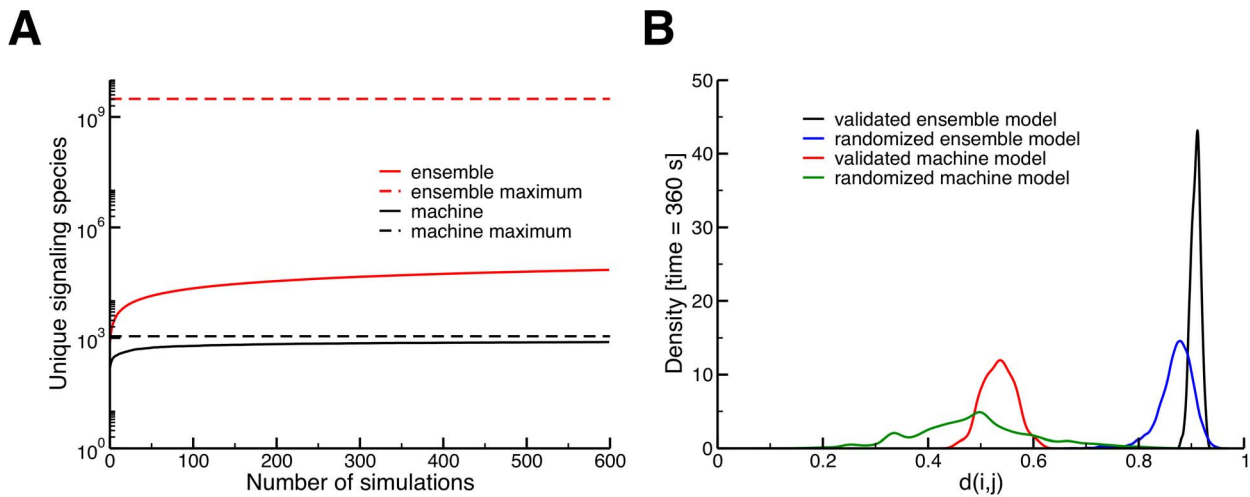 A
Unique signaling species
10^9
10^6
10^3
10^0
ensemble
ensemble maximum
machine
machine maximum
0 100 200 300 400 500 600
Number of simulations
B
Density [time = 360 s]
50
40
30
20
10
0
validated ensemble model
randomized ensemble model
validated machine model
randomized machine model
0 0.2 0.4 0.6 0.8 1
d(i,j)